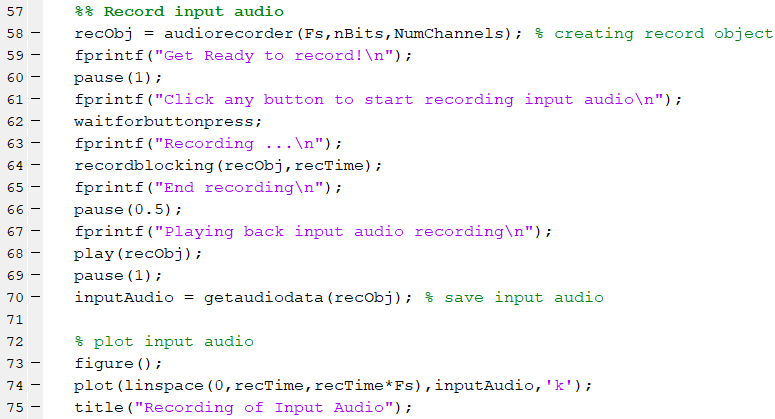 57 %% Record input audio
58 – recObj = audiorecorder(Fs,nBits,NumChannels); % creating record object
59 – fprintf("Get Ready to record!\n");
60 – pause(1);
61 – fprintf("Click any button to start recording input audio\n");
62 – waitforbuttonpress;
63 – fprintf("Recording ...\n");
64 – recordblocking(recObj,recTime);
65 – fprintf("End recording\n");
66 – pause(0.5);
67 – fprintf("Playing back input audio recording\n");
68 – play(recObj);
69 – pause(1);
70 – inputAudio = getaudiodata(recObj); % save input audio
71
72 % plot input audio
73 – figure();
74 – plot(linspace(0,recTime,recTime*Fs),inputAudio,'k');
75 – title("Recording of Input Audio");